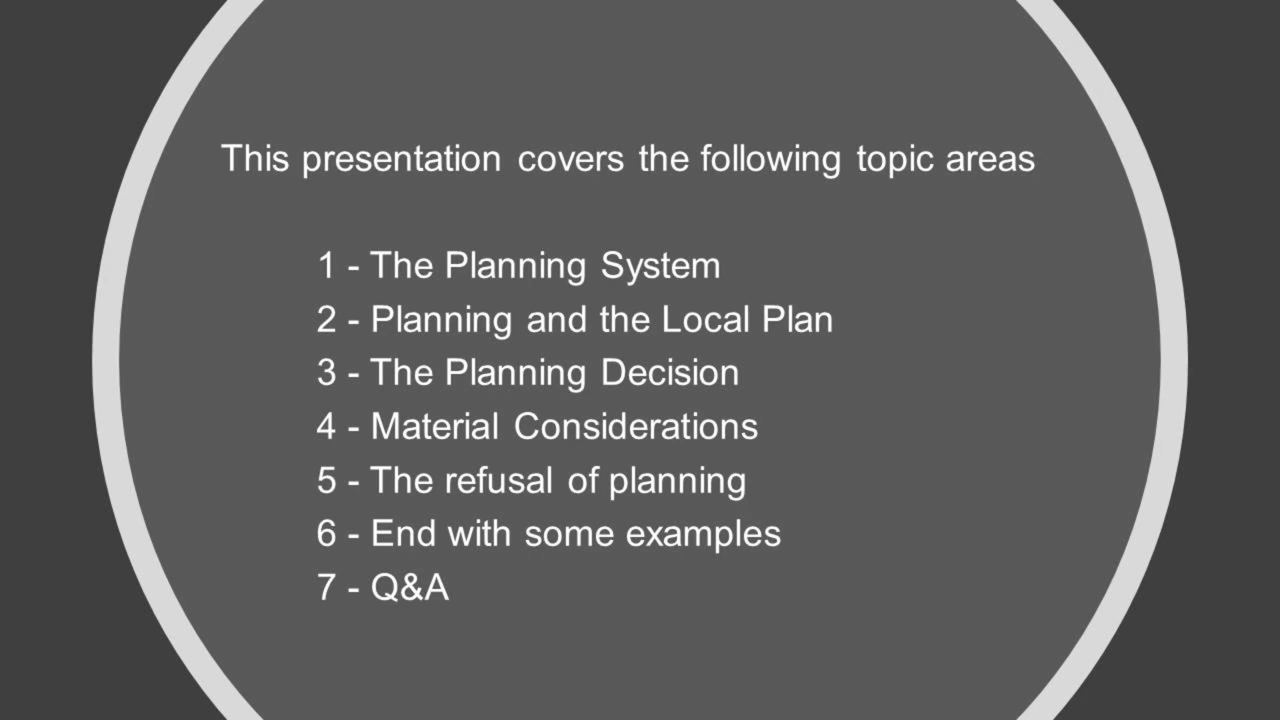 This presentation covers the following topic areas
1 - The Planning System
2 - Planning and the Local Plan
3 - The Planning Decision
4 - Material Considerations
5 - The refusal of planning
6 - End with some examples
7 - Q&A